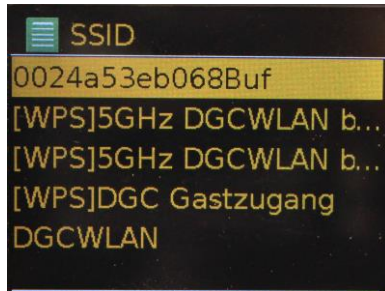 SSID
0024a53eb068Buf
[WPS]5GHz DGCWLAN b...
[WPS]5GHz DGCWLAN b...
[WPS]DGC Gastzugang
DGCWLAN